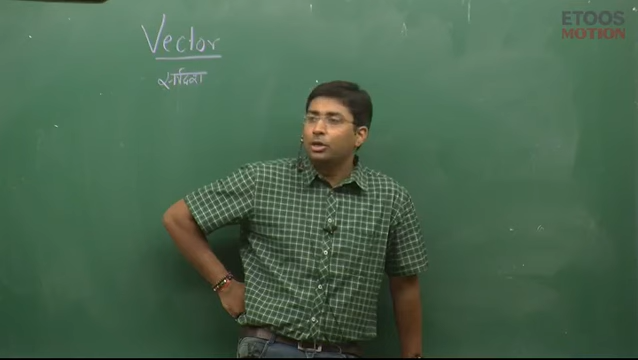 Vector
सदिश
ETOOS
MOTION